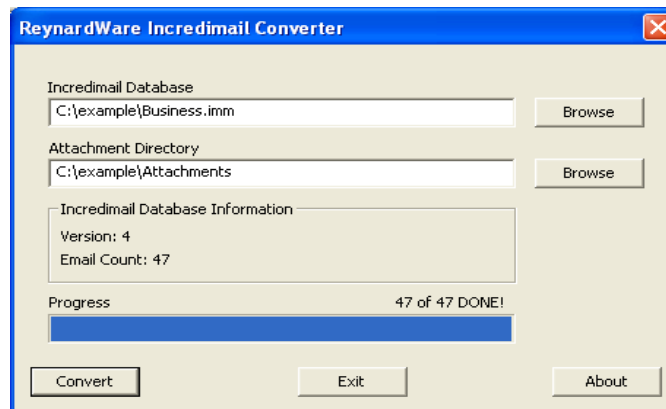 ReynardWare Incredimail Converter
Incredimail Database
C:\example\Business.imm
Browse
Attachment Directory
C:\example\Attachments
Browse
Incredimail Database Information
Version: 4
Email Count: 47
Progress 47 of 47 DONE!
Convert Exit About